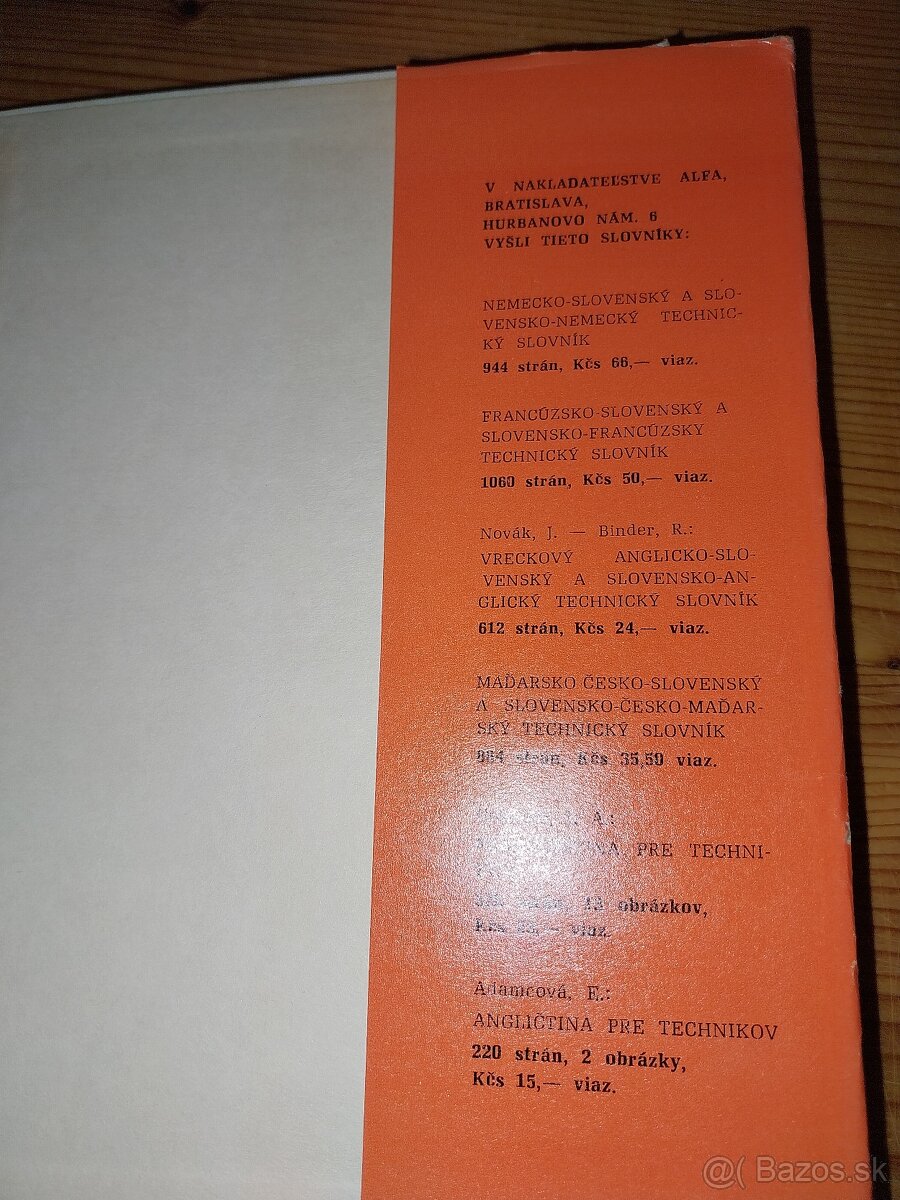 V NAKLADATEĽSTVE ALFA,
BRATISLAVA,
HURBANOVO NÁM. 6
VYŠLI TIETO SLOVNÍKY:
NEMECKO-SLOVENSKÝ A SLO-
VENSKO-NEMECKÝ TECHNIC-
KÝ SLOVNÍK
944 strán, Kčs 66,— viaz.
FRANCÚZSKO-SLOVENSKÝ A
SLOVENSKO-FRANCÚZSKY
TECHNICKÝ SLOVNÍK
1060 strán, Kčs 50,— viaz.
Novák, J. — Binder, R.:
VRECKOVÝ ANGLICKO-SLO-
VENSKÝ A SLOVENSKO-AN-
GLICKÝ TECHNICKÝ SLOVNÍK
612 strán, Kčs 24,— viaz.
MAĎARSKO-ČESKO-SLOVENSKÝ
A SLOVENSKO-ČESKO-MAĎAR-
SKÝ TECHNICKÝ SLOVNÍK
strán, Kčs 35,50 viaz.
A.:
PRE TECHNI-
13 obrázkov,
Kčs viaz.
Adamcová, E.:
ANGLIČTINA PRE TECHNIKOV
220 strán, 2 obrázky,
Kčs 15,— viaz.
@( Bazos.sk